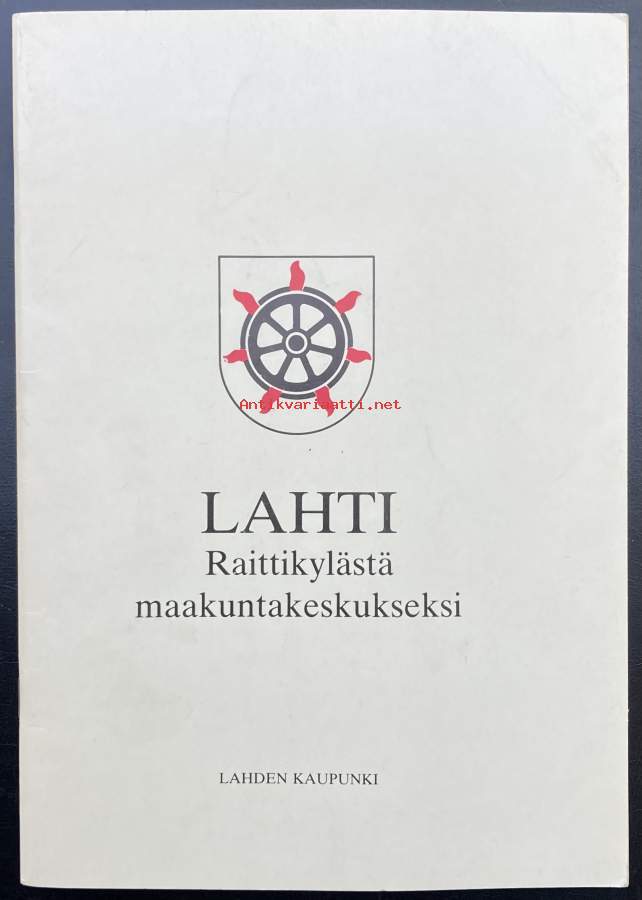 Antikvariaatti.net
LAHTI
Raittikylästä
maakuntakeskukseksi
LAHDEN KAUPUNKI